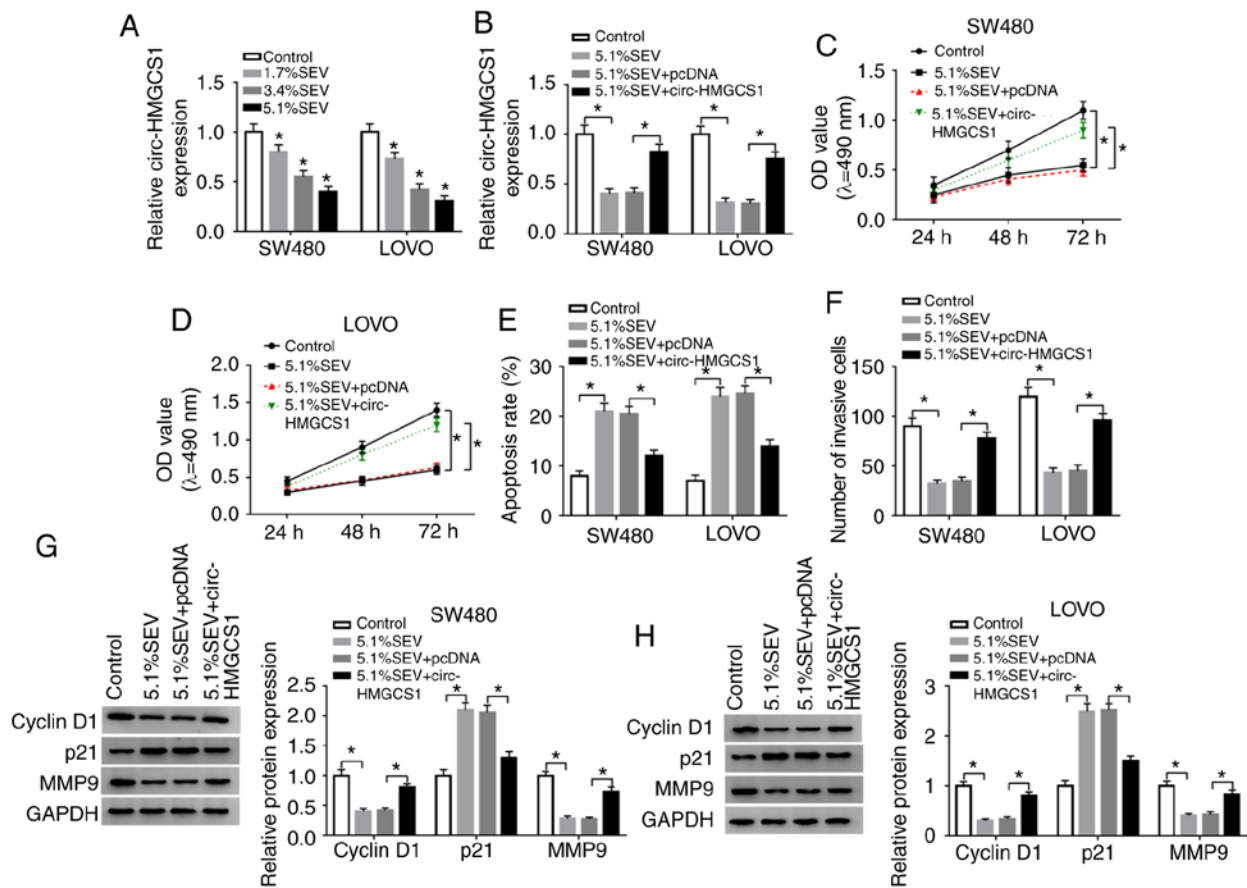 A
Relative circ-HMGCS1
expression
Control
1.7%SEV
3.4%SEV
5.1%SEV
1.5
1.0
0.5
0.0
* * * * * *
SW480 LOVO
B
Relative circ-HMGCS1
expression
Control
5.1%SEV
5.1%SEV+pcDNA
5.1%SEV+circ-HMGCS1
1.5
1.0
0.5
0.0
* * * *
SW480 LOVO
C
SW480
Control
5.1%SEV
5.1%SEV+pcDNA
5.1%SEV+circ-
HMGCS1
OD value
(λ=490 nm)
1.5
1.0
0.5
0.0
* *
24 h 48 h 72 h
D
LOVO
Control
5.1%SEV
5.1%SEV+pcDNA
5.1%SEV+circ-
HMGCS1
OD value
(λ=490 nm)
2.0
1.5
1.0
0.5
0.0
* *
24 h 48 h 72 h
E
Control
5.1%SEV
5.1%SEV+pcDNA
5.1%SEV+circ-HMGCS1
Apoptosis rate (%)
30
20
10
0
* * * *
SW480 LOVO
F
Control
5.1%SEV
5.1%SEV+pcDNA
5.1%SEV+circ-HMGCS1
Number of invasive cells
150
100
50
0
* * * *
SW480 LOVO
G
Control
5.1%SEV
5.1%SEV+pcDNA
5.1%SEV+circ-
HMGCS1
Cyclin D1
p21
MMP9
GAPDH
SW480
Control
5.1%SEV
5.1%SEV+pcDNA
5.1%SEV+circ-
HMGCS1
Relative protein expression
2.5
2.0
1.5
1.0
0.5
0.0
* * * * * *
Cyclin D1 p21 MMP9
H
Control
5.1%SEV
5.1%SEV+pcDNA
5.1%SEV+circ-
HMGCS1
Cyclin D1
p21
MMP9
GAPDH
LOVO
Control
5.1%SEV
5.1%SEV+pcDNA
5.1%SEV+circ-
HMGCS1
Relative protein expression
3
2
1
0
* * * * * *
Cyclin D1 p21 MMP9